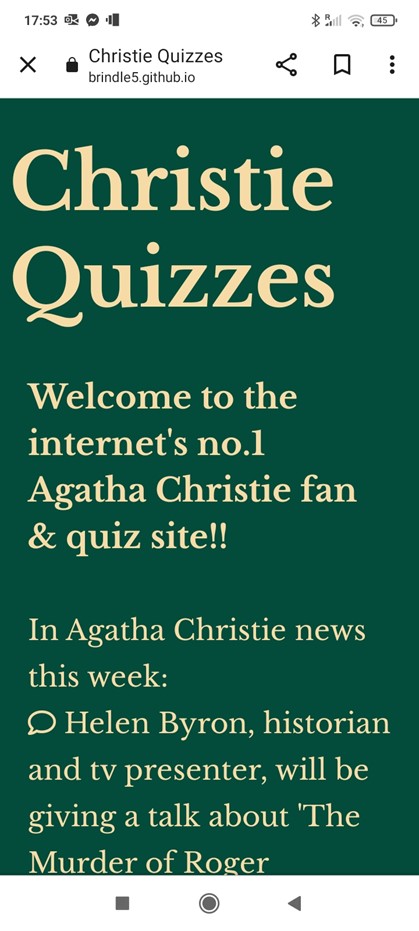 17:53 45
Christie Quizzes
brindle5.github.io
Christie
Quizzes
Welcome to the
internet's no.1
Agatha Christie fan
& quiz site!!
In Agatha Christie news
this week:
Helen Byron, historian
and tv presenter, will be
giving a talk about 'The
Murder of Roger